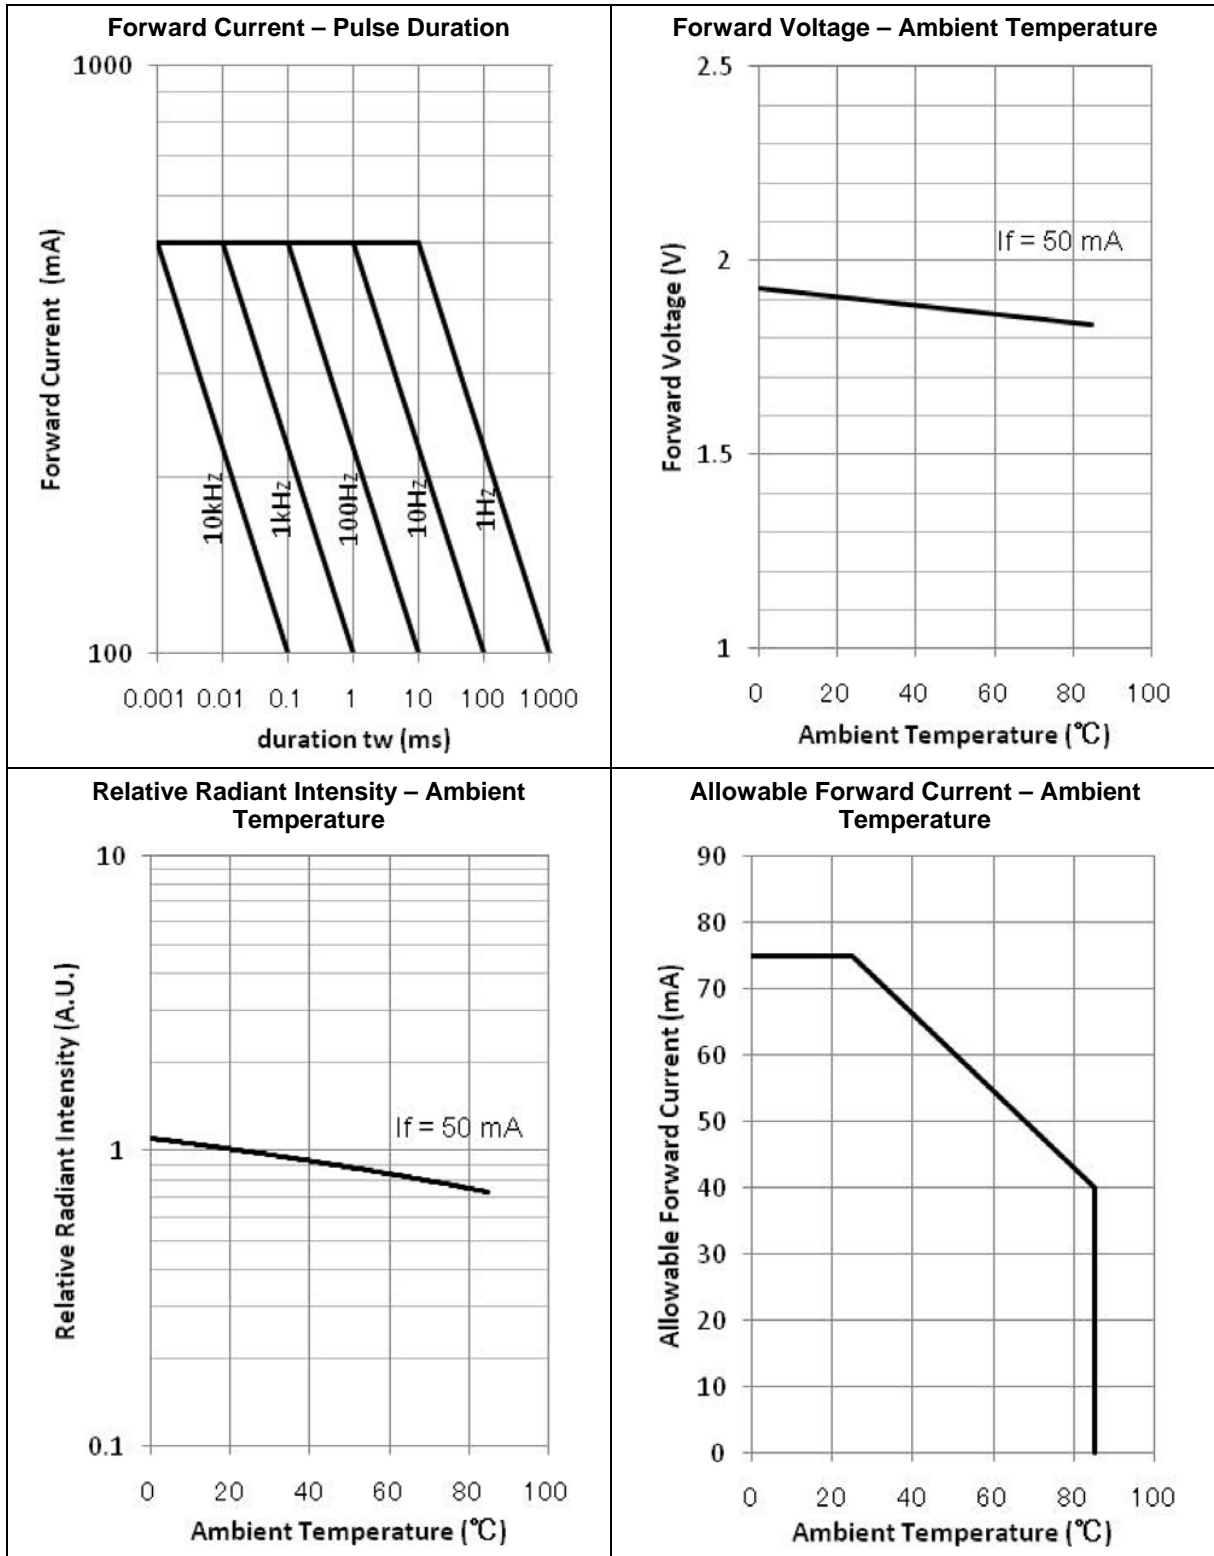 Forward Current – Pulse Duration
1000
100
Forward Current (mA)
10kHz
1kHz
100Hz
10Hz
1Hz
0.001 0.01 0.1 1 10 100 1000
duration tw (ms)
Forward Voltage – Ambient Temperature
2.5
2
1.5
1
Forward Voltage (V)
If = 50 mA
0 20 40 60 80 100
Ambient Temperature (℃)
Relative Radiant Intensity – Ambient
Temperature
10
1
0.1
Relative Radiant Intensity (A.U.)
If = 50 mA
0 20 40 60 80 100
Ambient Temperature (℃)
Allowable Forward Current – Ambient
Temperature
90
80
70
60
50
40
30
20
10
0
Allowable Forward Current (mA)
0 20 40 60 80 100
Ambient Temperature (℃)